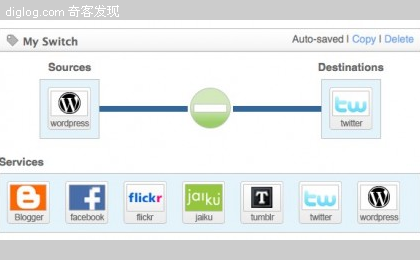 diglog.com 奇客发现
My Switch
Auto-saved | Copy | Delete
Sources
Destinations
W
wordpress
tw
twitter
Services
Blogger
f
facebook
flickr
flickr
jaiku
jaiku
T
tumblr
tw
twitter
W
wordpress